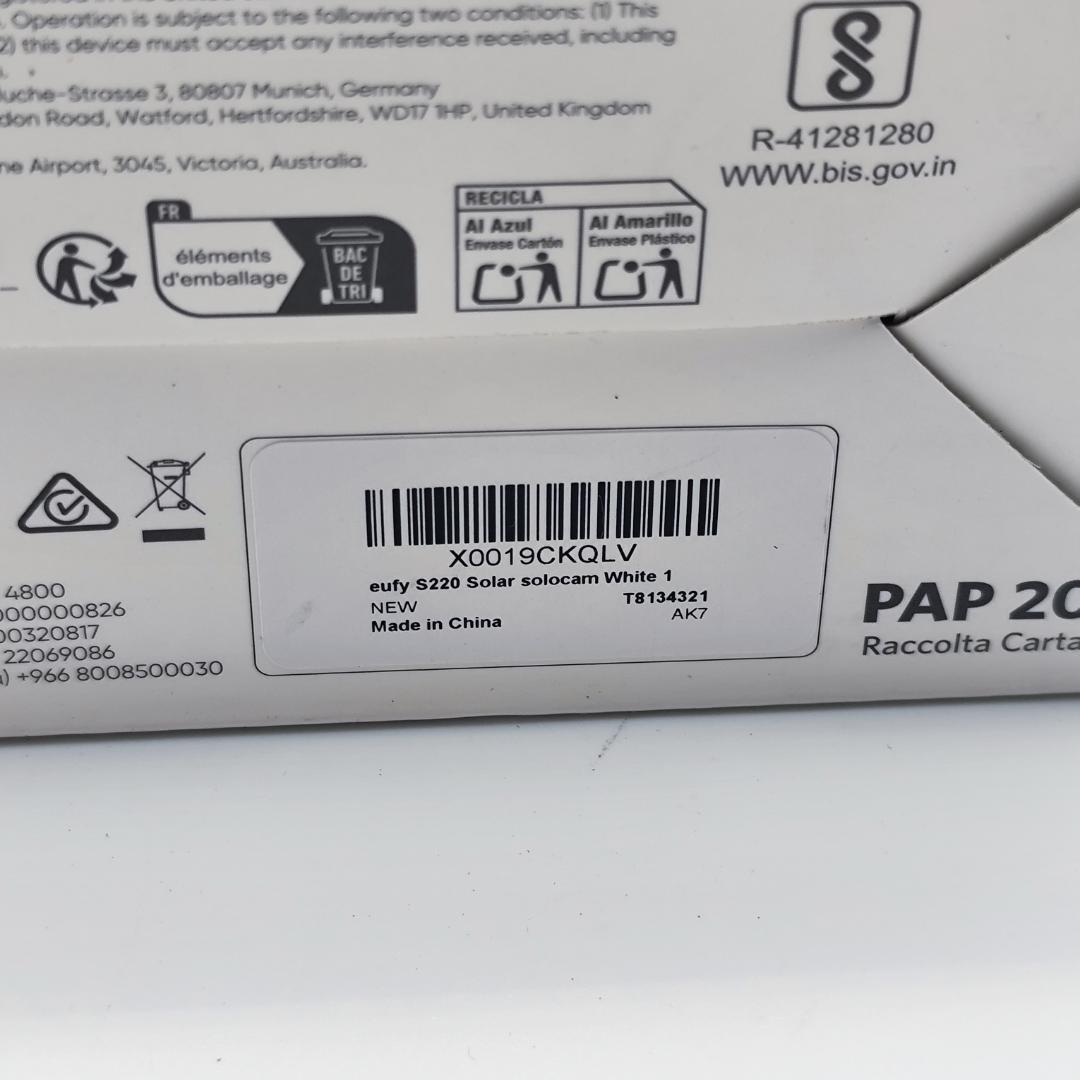 . Operation is subject to the following two conditions: (1) This
2) this device must accept any interference received, including
uche-Strasse 3, 80807 Munich, Germany
don Road, Watford, Hertfordshire, WD17 1HP, United Kingdom
ne Airport, 3045, Victoria, Australia.
R-41281280
WWW.bis.gov.in
FR
éléments
d'emballage
BAC
DE
TRI
RECICLA
Al Azul
Envase Cartón
Al Amarillo
Envase Plástico
X0019CKQLV
eufy S220 Solar solocam White 1
NEW
T8134321
Made in China
AK7
4800
000000826
00320817
22069086
) +966 8008500030
PAP 20
Raccolta Carta